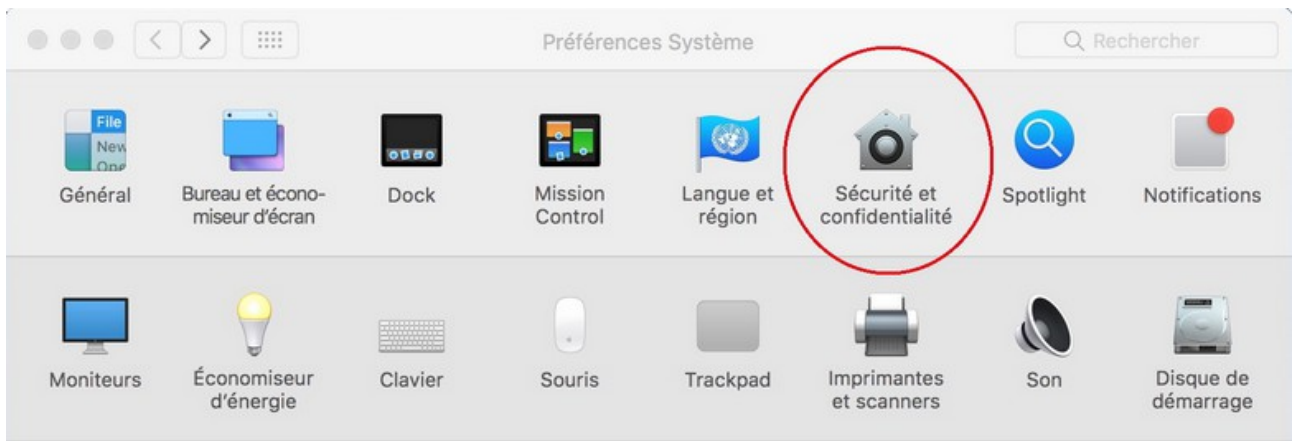 Préférences Système
Rechercher
File
New
Ope
Général
Bureau et écono-
miseur d'écran
Dock
Mission
Control
Langue et
région
Sécurité et
confidentialité
Spotlight
Notifications
Moniteurs
Économiseur
d'énergie
Clavier
Souris
Trackpad
Imprimantes
et scanners
Son
Disque de
démarrage